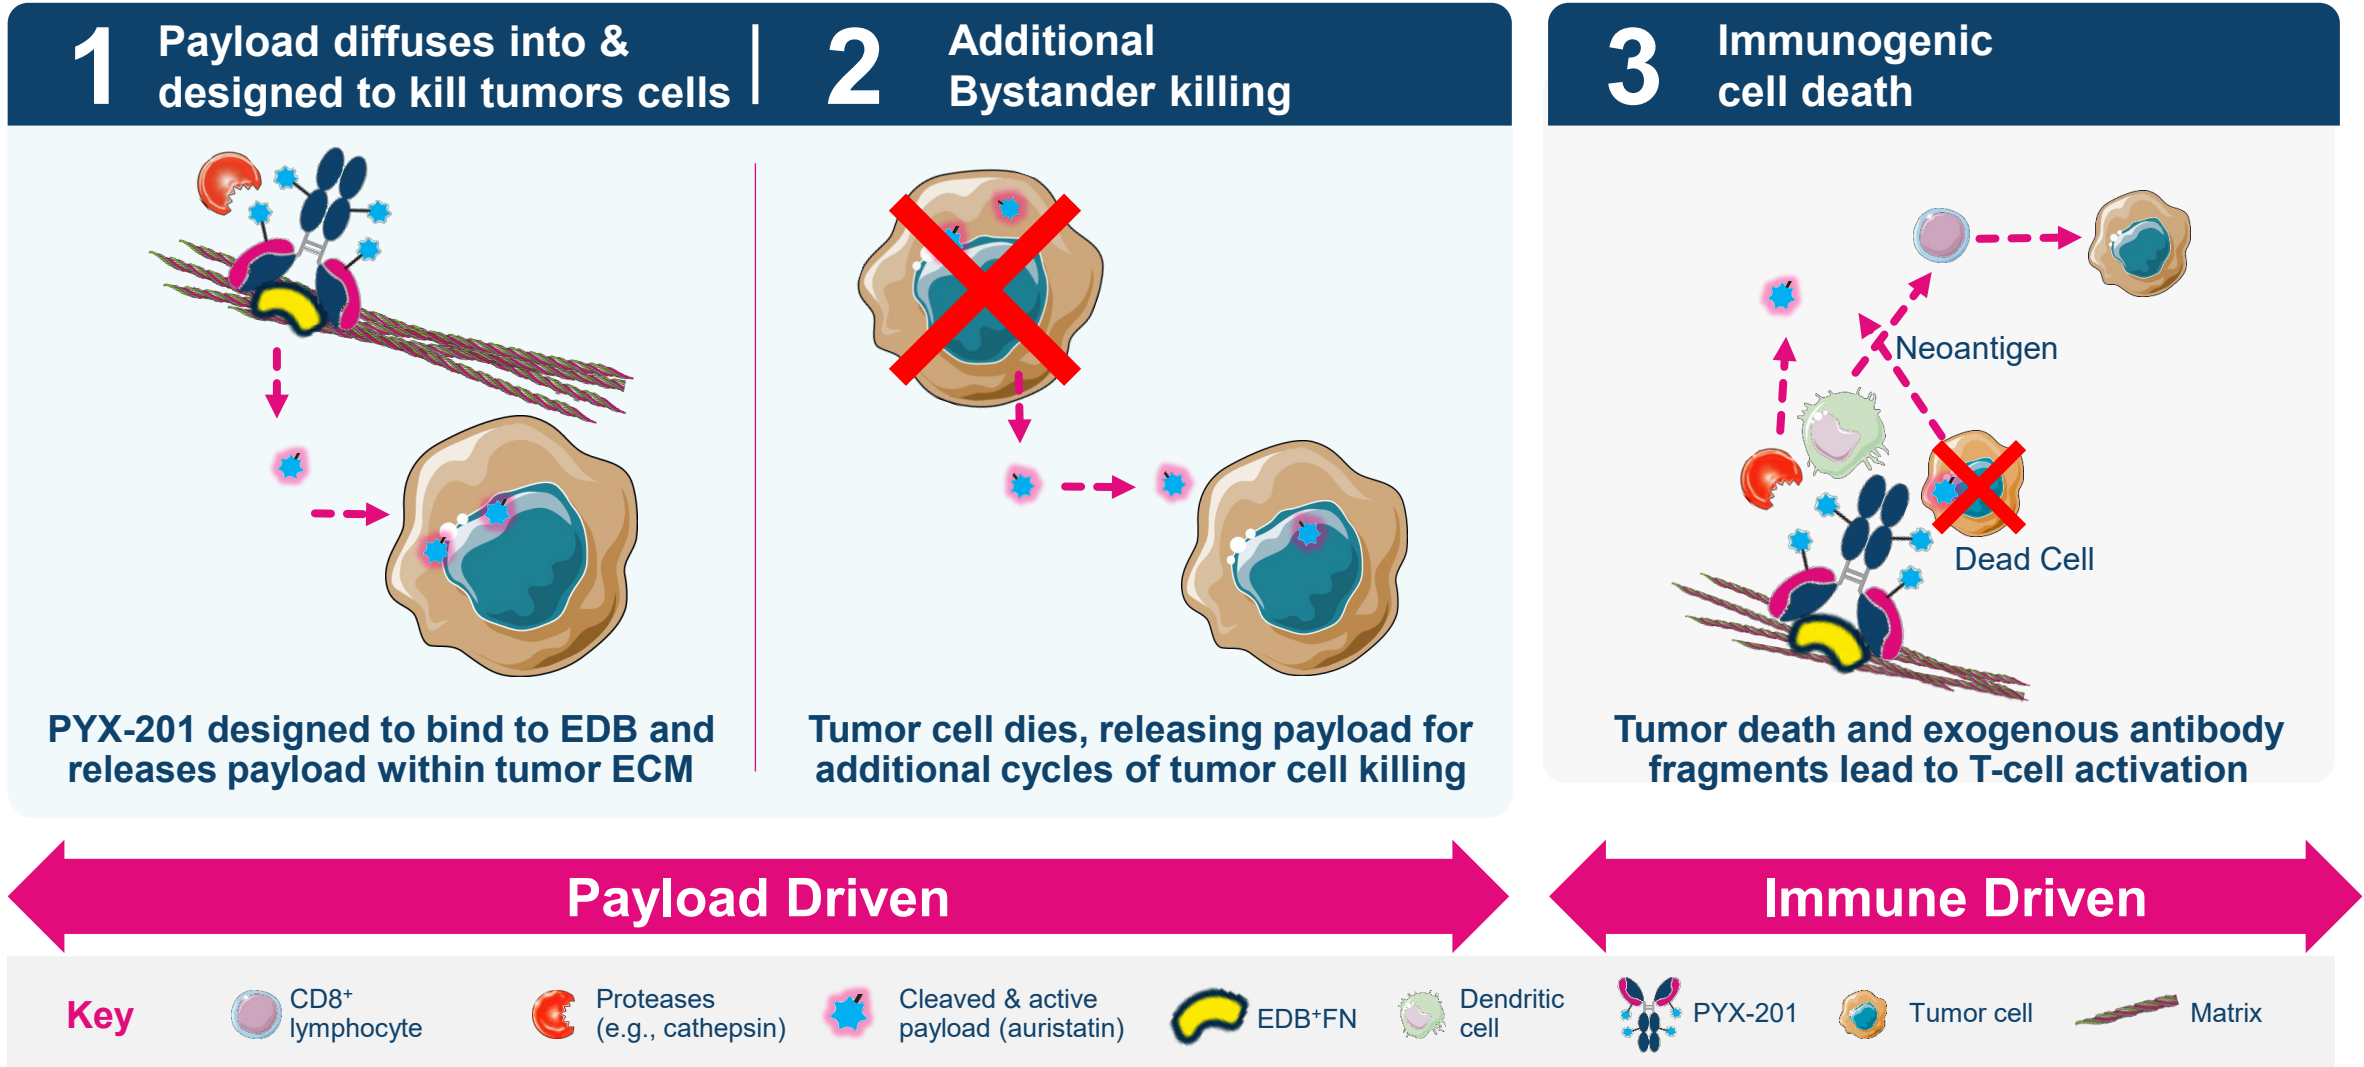 1
Payload diffuses into &
designed to kill tumors cells
2
Additional
Bystander killing
3
Immunogenic
cell death
PYX-201 designed to bind to EDB and
releases payload within tumor ECM
Tumor cell dies, releasing payload for
additional cycles of tumor cell killing
Neoantigen
Dead Cell
Tumor death and exogenous antibody
fragments lead to T-cell activation
Payload Driven
Immune Driven
Key
CD8⁺
lymphocyte
Proteases
(e.g., cathepsin)
Cleaved & active
payload (auristatin)
EDB⁺FN
Dendritic
cell
PYX-201
Tumor cell
Matrix